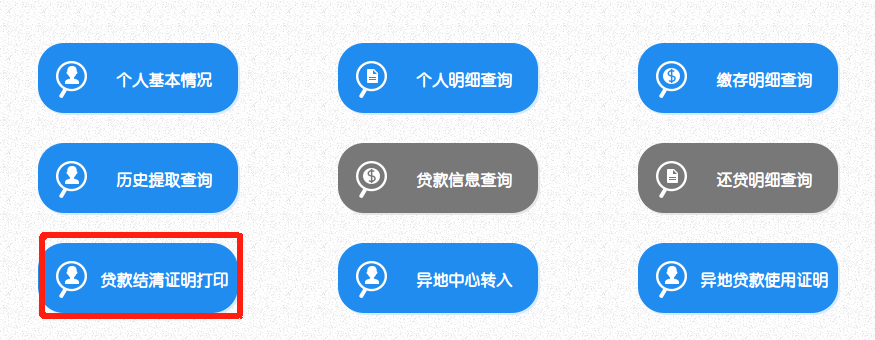 个人基本情况
个人明细查询
缴存明细查询
历史提取查询
贷款信息查询
还贷明细查询
贷款结清证明打印
异地中心转入
异地贷款使用证明